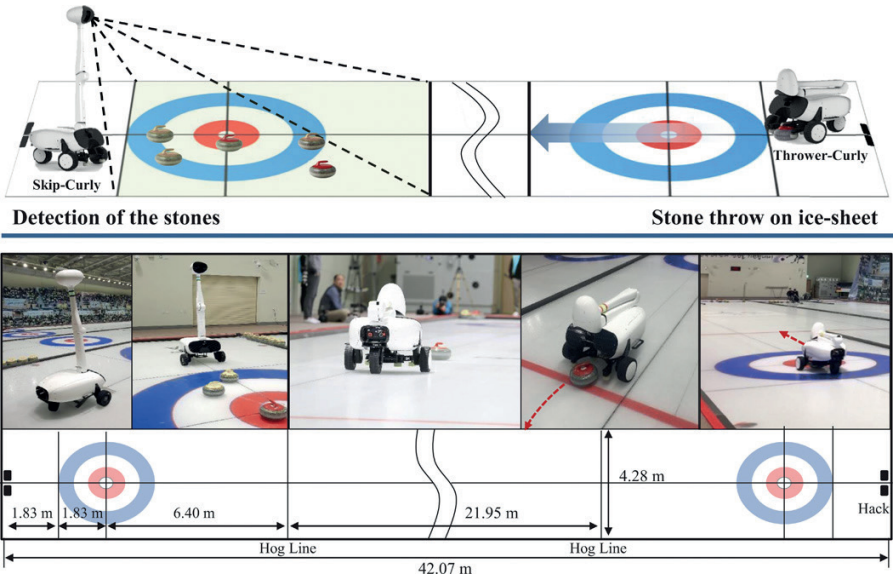 Skip-Curly
Thrower-Curly
Detection of the stones
Stone throw on ice-sheet
4.28 m
Hack
1.83 m
1.83 m
6.40 m
21.95 m
Hog Line
Hog Line
42.07 m